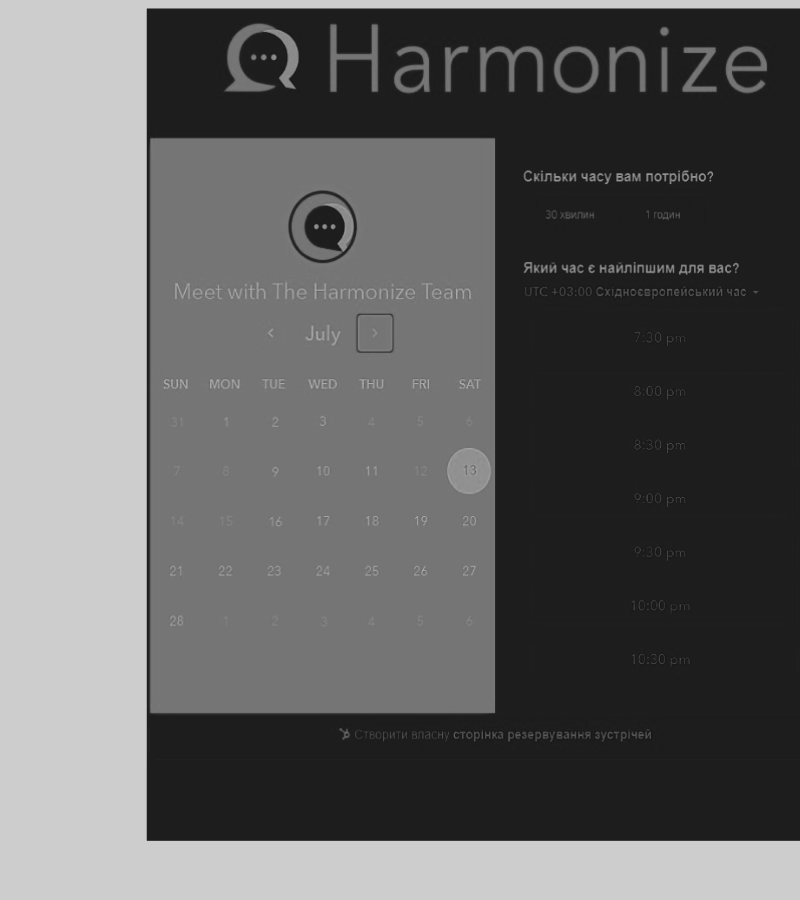 Harmonize
Meet with The Harmonize Team
July
SUN MON TUE WED THU FRI SAT
31 1 2 3 4 5 6
7 8 9 10 11 12 13
14 15 16 17 18 19 20
21 22 23 24 25 26 27
28 1 2 3 4 5 6
Скільки часу вам потрібно?
30 хвилин 1 годин
Який час є найліпшим для вас?
UTC +03:00 Східноєвропейський час
7:30 pm
8:00 pm
8:30 pm
9:00 pm
9:30 pm
10:00 pm
10:30 pm
Створити власну сторінка резервування зустрічей